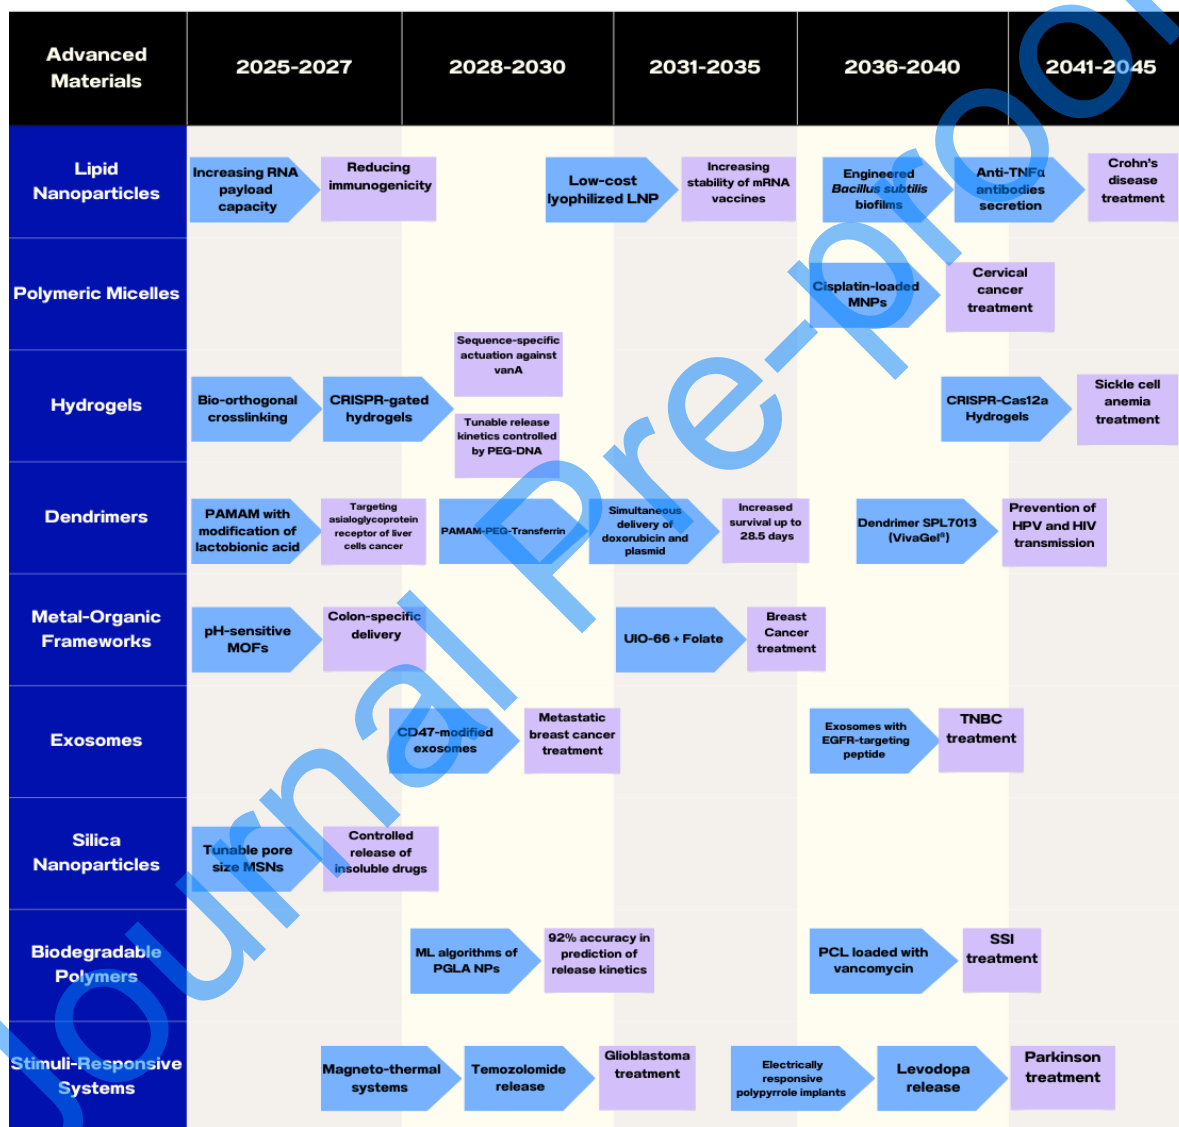 Advanced
Materials
2025-2027
2028-2030
2031-2035
2036-2040
2041-2045
Lipid
Nanoparticles
Increasing RNA
payload
capacity
Reducing
immunogenicity
Low-cost
lyophilized LNP
Increasing
stability of mRNA
vaccines
Engineered
Bacillus subtilis
biofilms
Anti-TNFα
antibodies
secretion
Crohn's
disease
treatment
Polymeric Micelles
Cisplatin-loaded
MNPs
Cervical
cancer
treatment
Hydrogels
Bio-orthogonal
crosslinking
CRISPR-gated
hydrogels
Sequence-specific
actuation against
vanA
Tunable release
kinetics controlled
by PEG-DNA
CRISPR-Cas12a
Hydrogels
Sickle cell
anemia
treatment
Dendrimers
PAMAM with
modification of
lactobionic acid
Targeting
asialoglycoprotein
receptor of liver
cells cancer
PAMAM-PEG-Transferrin
Simultaneous
delivery of
doxorubicin and
plasmid
Increased
survival up to
28.5 days
Dendrimer SPL7013
(VivaGel®)
Prevention of
HPV and HIV
transmission
Metal-Organic
Frameworks
pH-sensitive
MOFs
Colon-specific
delivery
UIO-66 + Folate
Breast
Cancer
treatment
Exosomes
CD47-modified
exosomes
Metastatic
breast cancer
treatment
Exosomes with
EGFR-targeting
peptide
TNBC
treatment
Silica
Nanoparticles
Tunable pore
size MSNs
Controlled
release of
insoluble drugs
Biodegradable
Polymers
ML algorithms of
PGLA NPs
92% accuracy in
prediction of
release kinetics
PCL loaded with
vancomycin
SSI
treatment
Stimuli-Responsive
Systems
Magneto-thermal
systems
Temozolomide
release
Glioblastoma
treatment
Electrically
responsive
polypyrrole implants
Levodopa
release
Parkinson
treatment
Journal Pre-proof